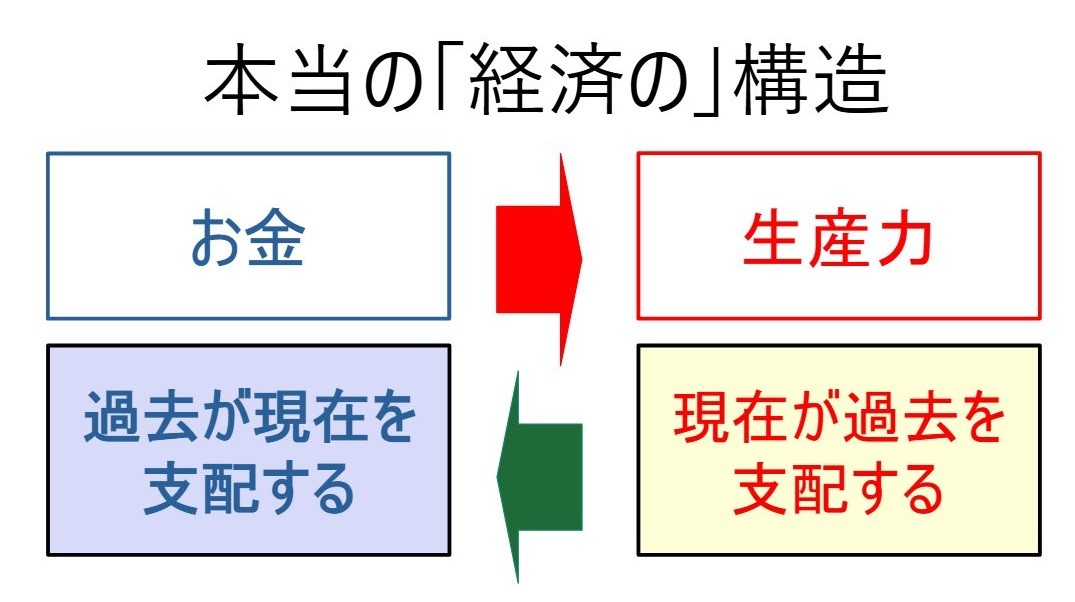 本当の「経済の」構造
お金
生産力
過去が現在を
支配する
現在が過去を
支配する